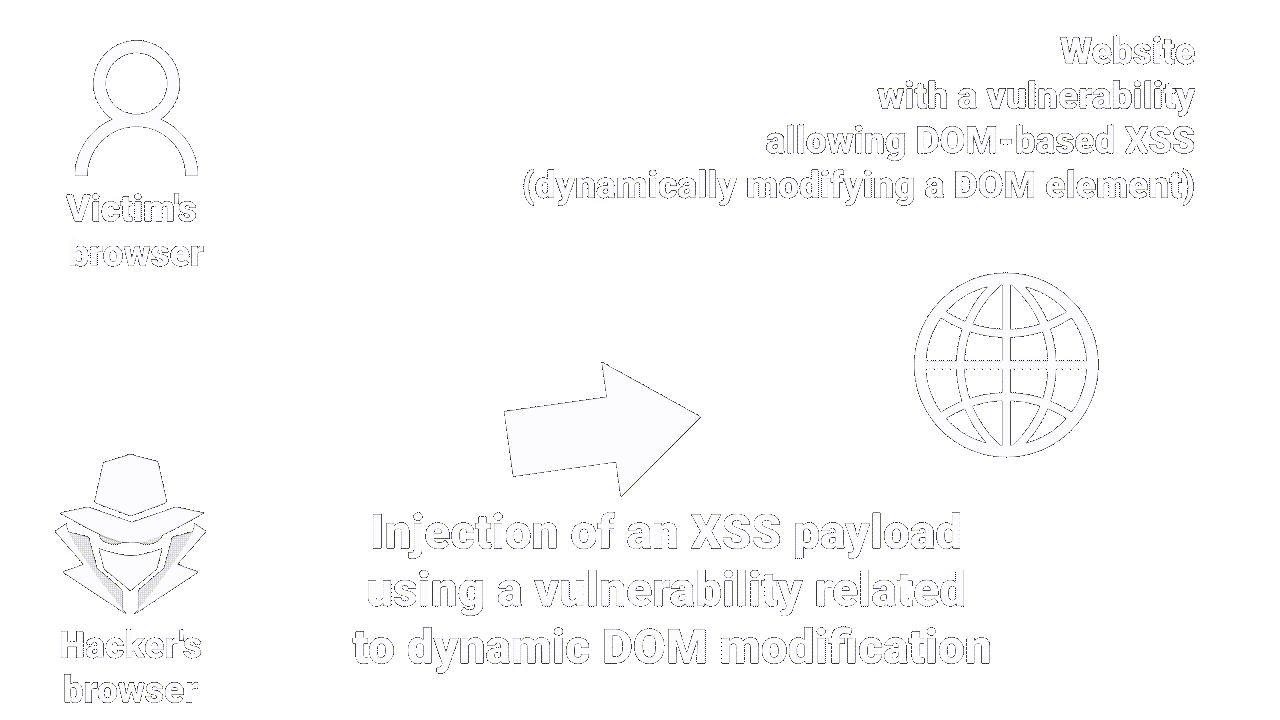 Website
with a vulnerability
allowing DOM-based XSS
(dynamically modifying a DOM element)
Victim's
browser
Injection of an XSS payload
using a vulnerability related
to dynamic DOM modification
Hacker's
browser